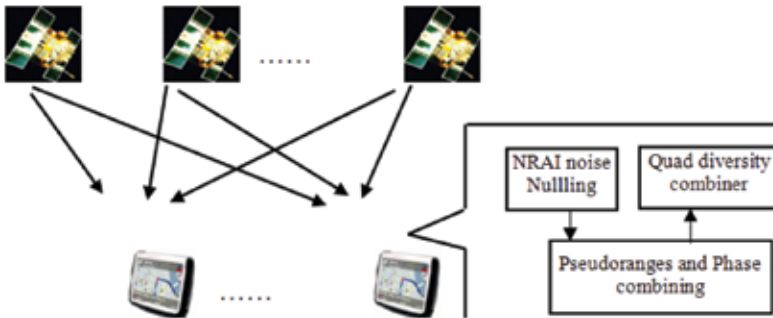 ......
NRAI noise
Nullling
Quad diversity
combiner
Pseudoranges and Phase
combining
......